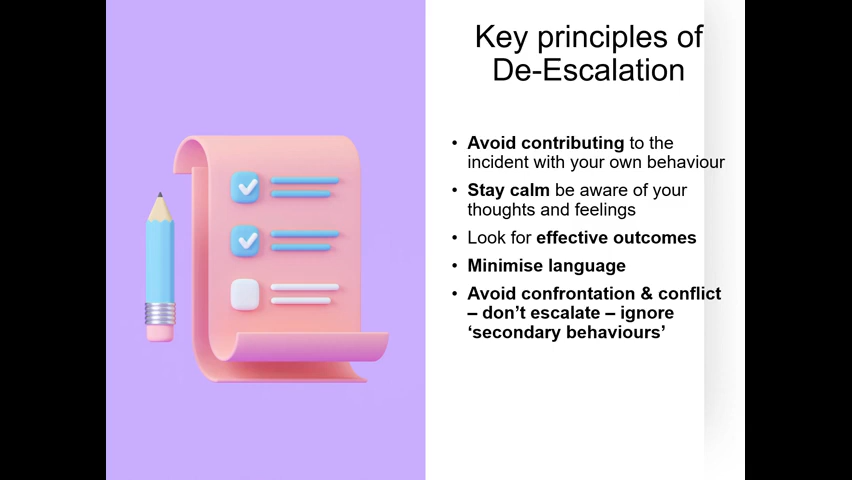 Key principles of
De-Escalation
• Avoid contributing to the
incident with your own behaviour
• Stay calm be aware of your
thoughts and feelings
• Look for effective outcomes
• Minimise language
• Avoid confrontation & conflict
– don’t escalate – ignore
‘secondary behaviours’